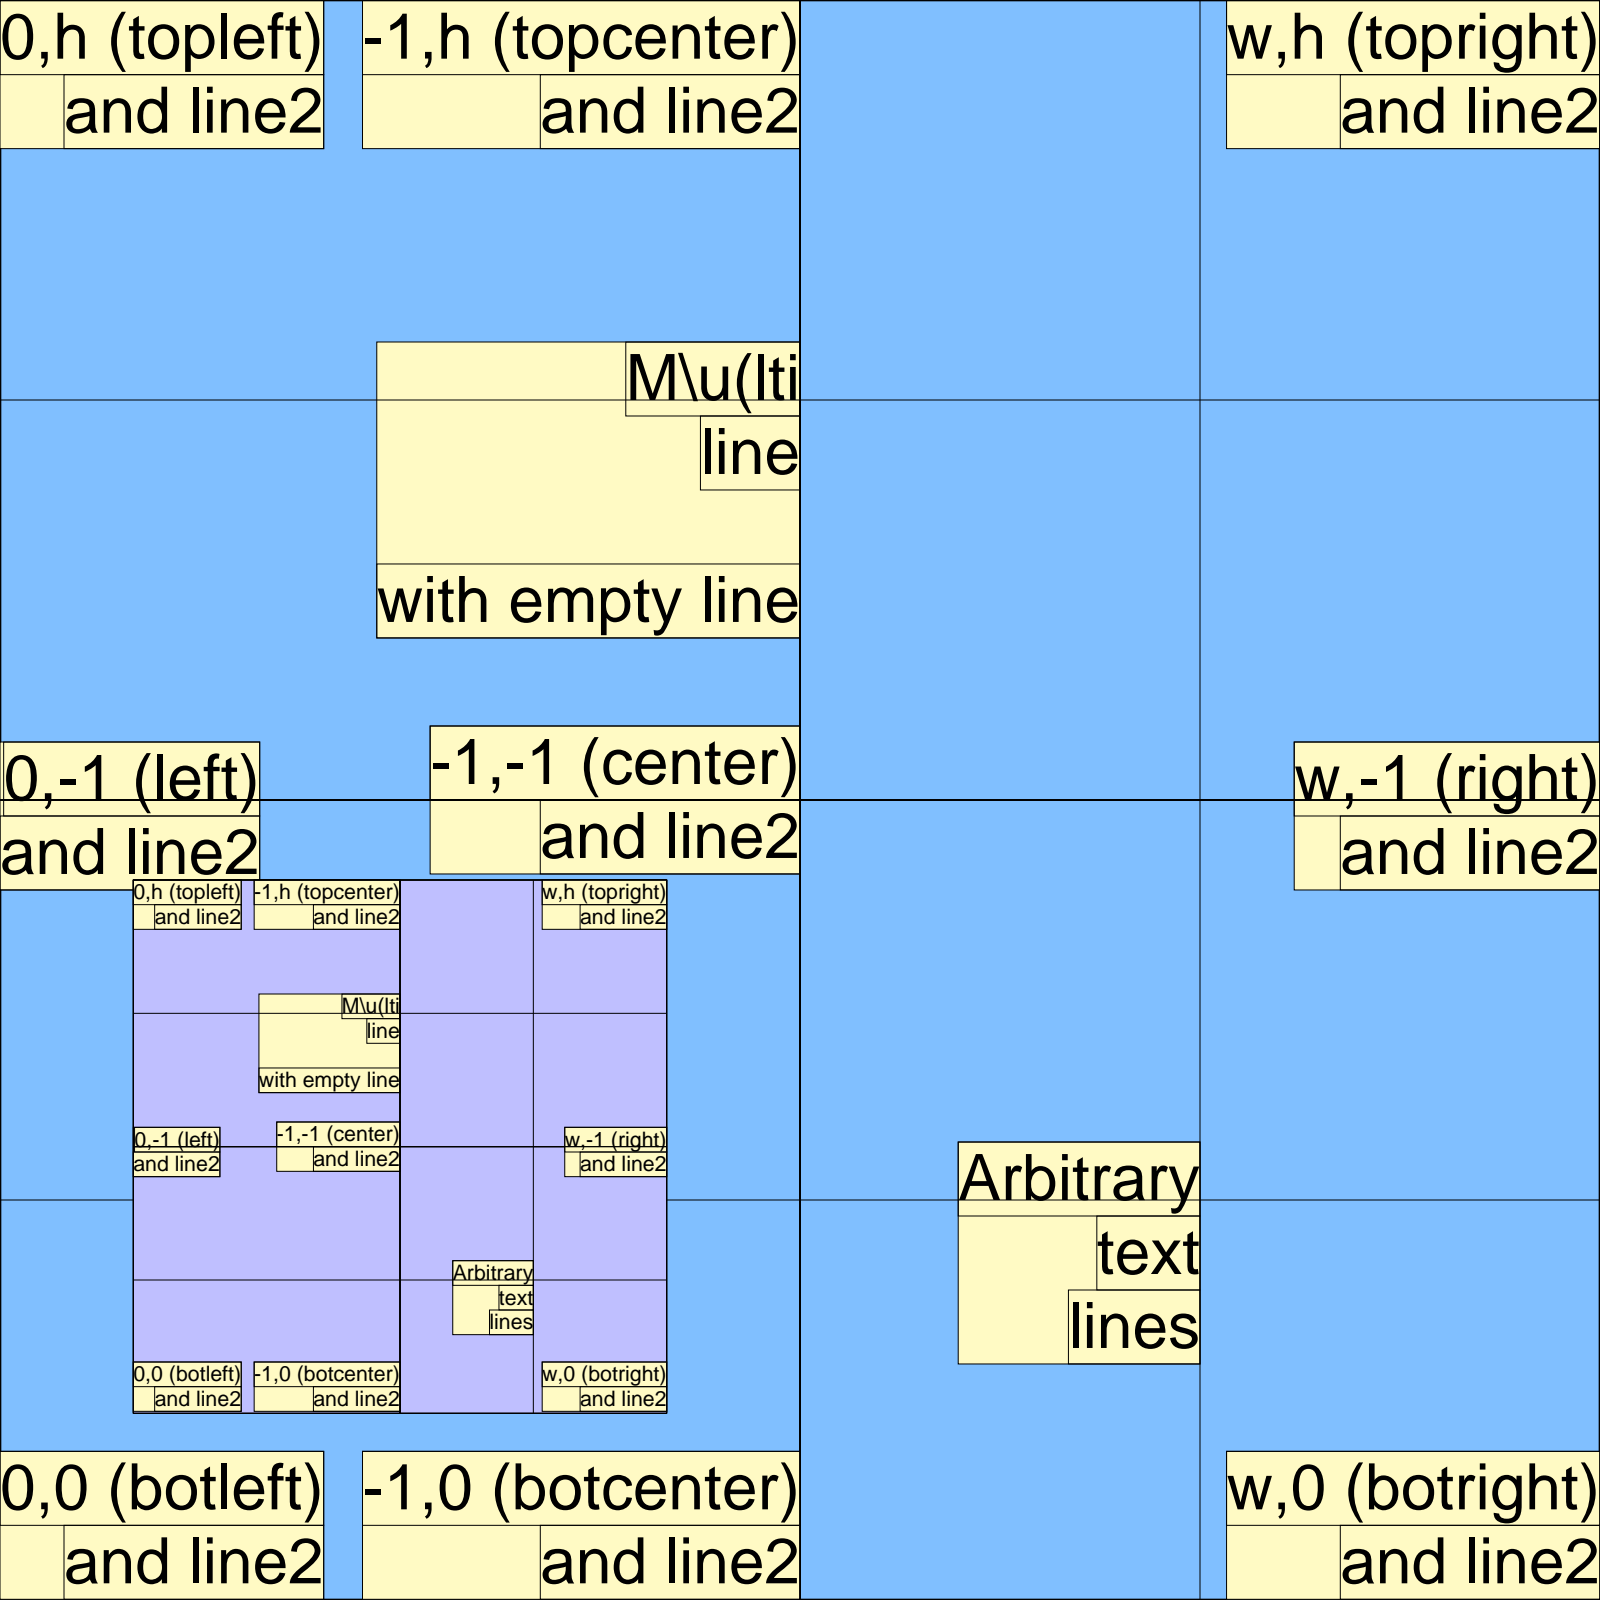 0,h (topleft)
and line2
-1,h (topcenter)
and line2
w,h (topright)
and line2
M\u(lti
line
with empty line
0,-1 (left)
and line2
-1,-1 (center)
and line2
w,-1 (right)
and line2
0,h (topleft)
and line2
-1,h (topcenter)
and line2
w,h (topright)
and line2
M\u(lti
line
with empty line
0,-1 (left)
and line2
-1,-1 (center)
and line2
w,-1 (right)
and line2
Arbitrary
text
lines
0,0 (botleft)
and line2
-1,0 (botcenter)
and line2
w,0 (botright)
and line2
Arbitrary
text
lines
0,0 (botleft)
and line2
-1,0 (botcenter)
and line2
w,0 (botright)
and line2